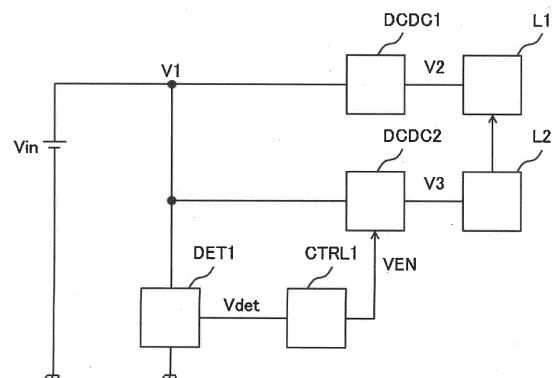 DCDC1
L1
V1
V2
Vin
DCDC2
L2
V3
DET1
CTRL1
VEN
Vdet